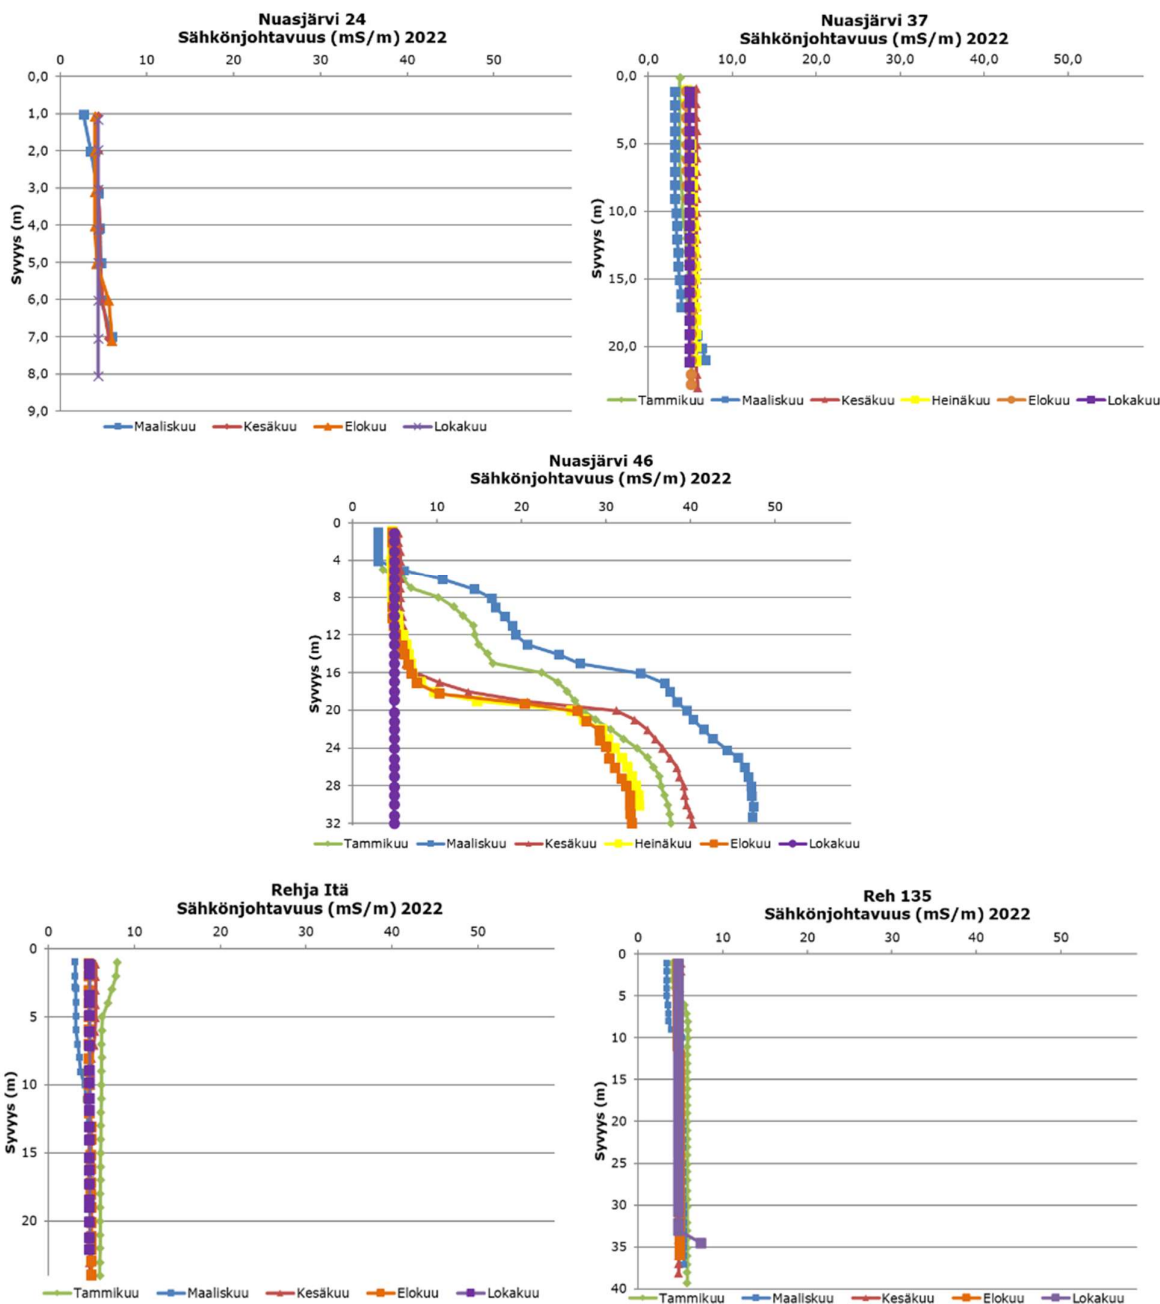 Nuasjärvi 24
Sähkönjohtavuus (mS/m) 2022
0 10 20 30 40 50
0,0
1,0
2,0
3,0
4,0
5,0
6,0
7,0
8,0
9,0
Syvyys (m)
Maaliskuu Kesäkuu Elokuu Lokakuu
Nuasjärvi 37
Sähkönjohtavuus (mS/m) 2022
0,0 10,0 20,0 30,0 40,0 50,0
0,0
5,0
10,0
15,0
20,0
Syvyys (m)
Tammikuu Maaliskuu Kesäkuu Heinäkuu Elokuu Lokakuu
Nuasjärvi 46
Sähkönjohtavuus (mS/m) 2022
0 10 20 30 40 50
0
4
8
12
16
20
24
28
32
Syvyys (m)
Tammikuu Maaliskuu Kesäkuu Heinäkuu Elokuu Lokakuu
Rehja Itä
Sähkönjohtavuus (mS/m) 2022
0 10 20 30 40 50
0
5
10
15
20
Syvyys (m)
Tammikuu Maaliskuu Kesäkuu Elokuu Lokakuu
Reh 135
Sähkönjohtavuus (mS/m) 2022
0 10 20 30 40 50
0
5
10
15
20
25
30
35
40
Syvyys (m)
Tammikuu Maaliskuu Kesäkuu Elokuu Lokakuu